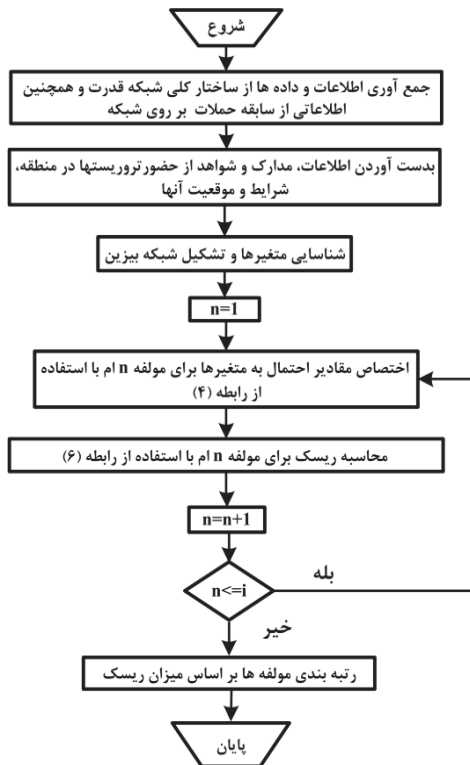 شروع
جمع آوری اطلاعات و داده ها از ساختار کلی شبکه قدرت و همچنین
اطلاعاتی از سابقه حملات بر روی شبکه
بدست آوردن اطلاعات، مدارک و شواهد از حضورتروریستها در منطقه،
شرایط و موقعیت آنها
شناسایی متغیرها و تشکیل شبکه بیزین
n=1
اختصاص مقادیر احتمال به متغیرها برای مولفه n ام با استفاده
از رابطه (۴)
محاسبه ریسک برای مولفه n ام با استفاده از رابطه (۶)
n=n+1
n<=i
بله
خیر
رتبه بندی مولفه ها بر اساس میزان ریسک
پایان